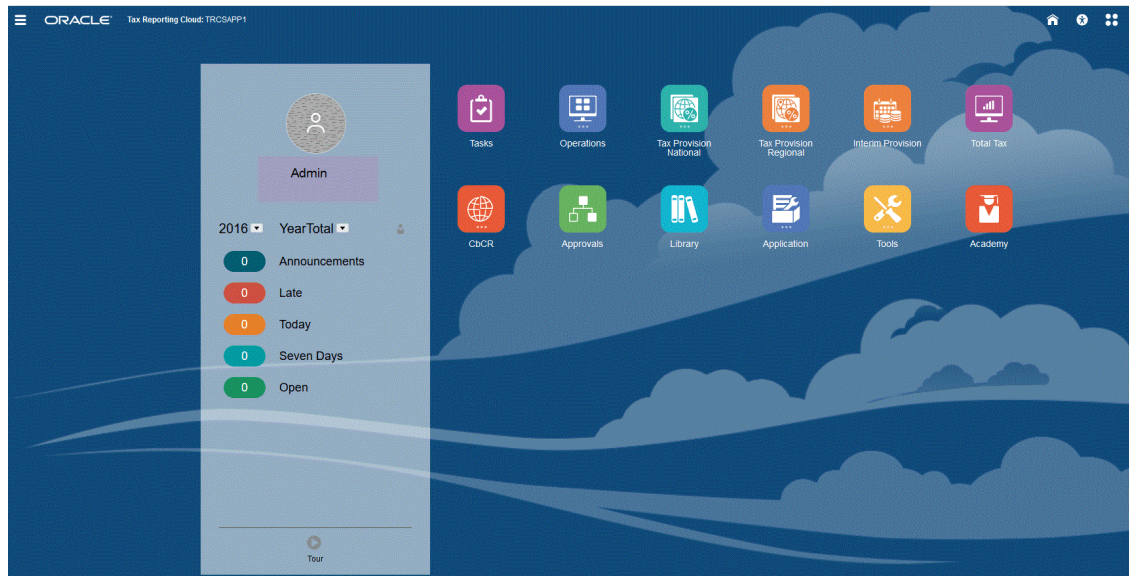 ORACLE Tax Reporting Cloud: TRCSAPP1
Admin
2016 YearTotal
0 Announcements
0 Late
0 Today
0 Seven Days
0 Open
Tour
Tasks
Operations
Tax Provision
National
Tax Provision
Regional
Interim Provision
Total Tax
CbCR
Approvals
Library
Application
Tools
Academy